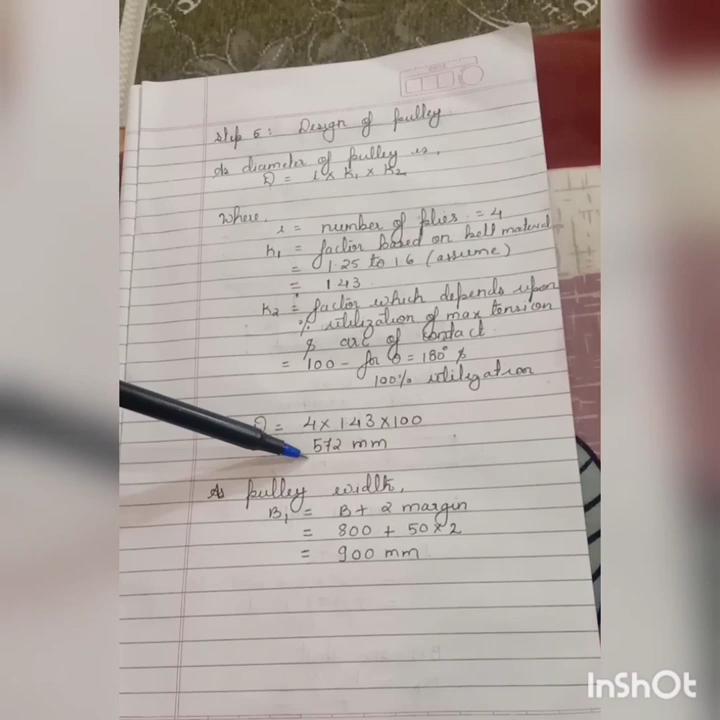 Step 5: Design of pulley
As diameter of pulley is,
D = i × K1 × K2
Where,
i = number of plies = 4
K1 = factor based on belt material
= 1.25 to 1.6 (assume)
= 1.43
K2 = factor which depends upon
% utilization of max tension
& arc of contact
= 100 - for θ = 180° &
100% utilization
D = 4 × 1.43 × 100
572 mm
As pulley width,
B1 = B + 2 margin
= 800 + 50 × 2
= 900 mm
InShOt